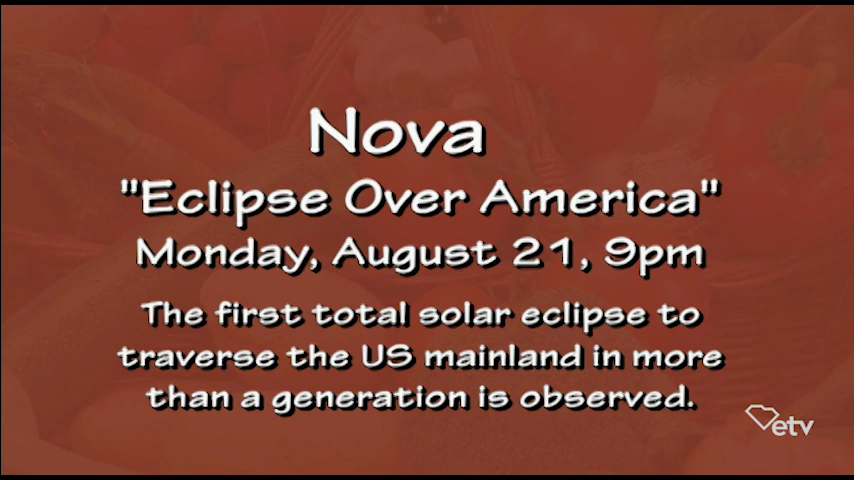 Nova
"Eclipse Over America"
Monday, August 21, 9pm
The first total solar eclipse to
traverse the US mainland in more
than a generation is observed.
etv